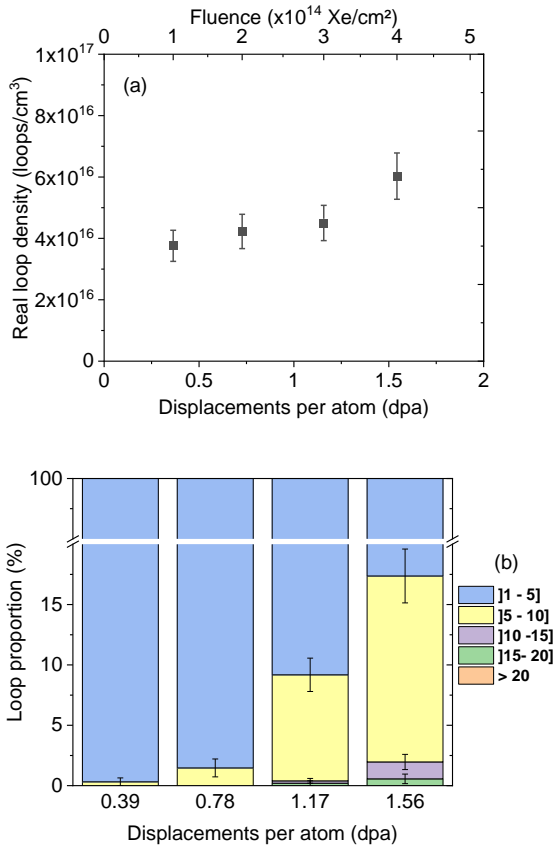 Fluence (x10¹⁴ Xe/cm²)
0 1 2 3 4 5
1x10¹⁷
(a)
8x10¹⁶
6x10¹⁶
4x10¹⁶
2x10¹⁶
0
Real loop density (loops/cm³)
0 0.5 1 1.5 2
Displacements per atom (dpa)
100
15
10
5
0
Loop proportion (%)
(b)
]1 - 5]
]5 - 10]
]10 -15]
]15- 20]
> 20
0.39 0.78 1.17 1.56
Displacements per atom (dpa)